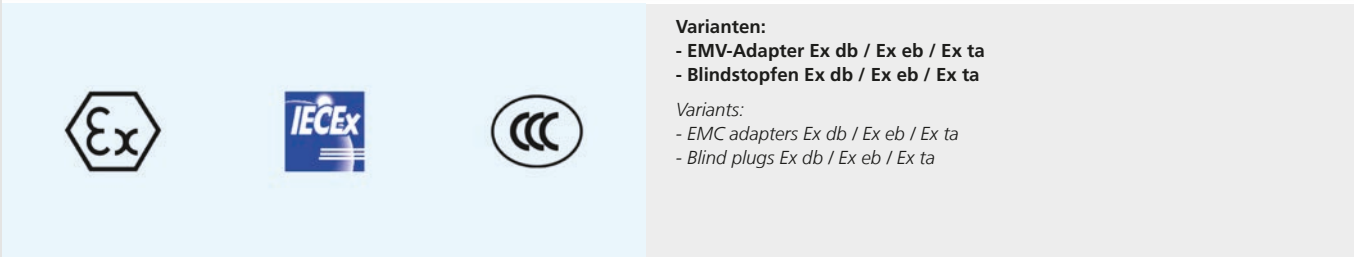 Ex
IECEx
CCC
Varianten:
- EMV-Adapter Ex db / Ex eb / Ex ta
- Blindstopfen Ex db / Ex eb / Ex ta
Variants:
- EMC adapters Ex db / Ex eb / Ex ta
- Blind plugs Ex db / Ex eb / Ex ta